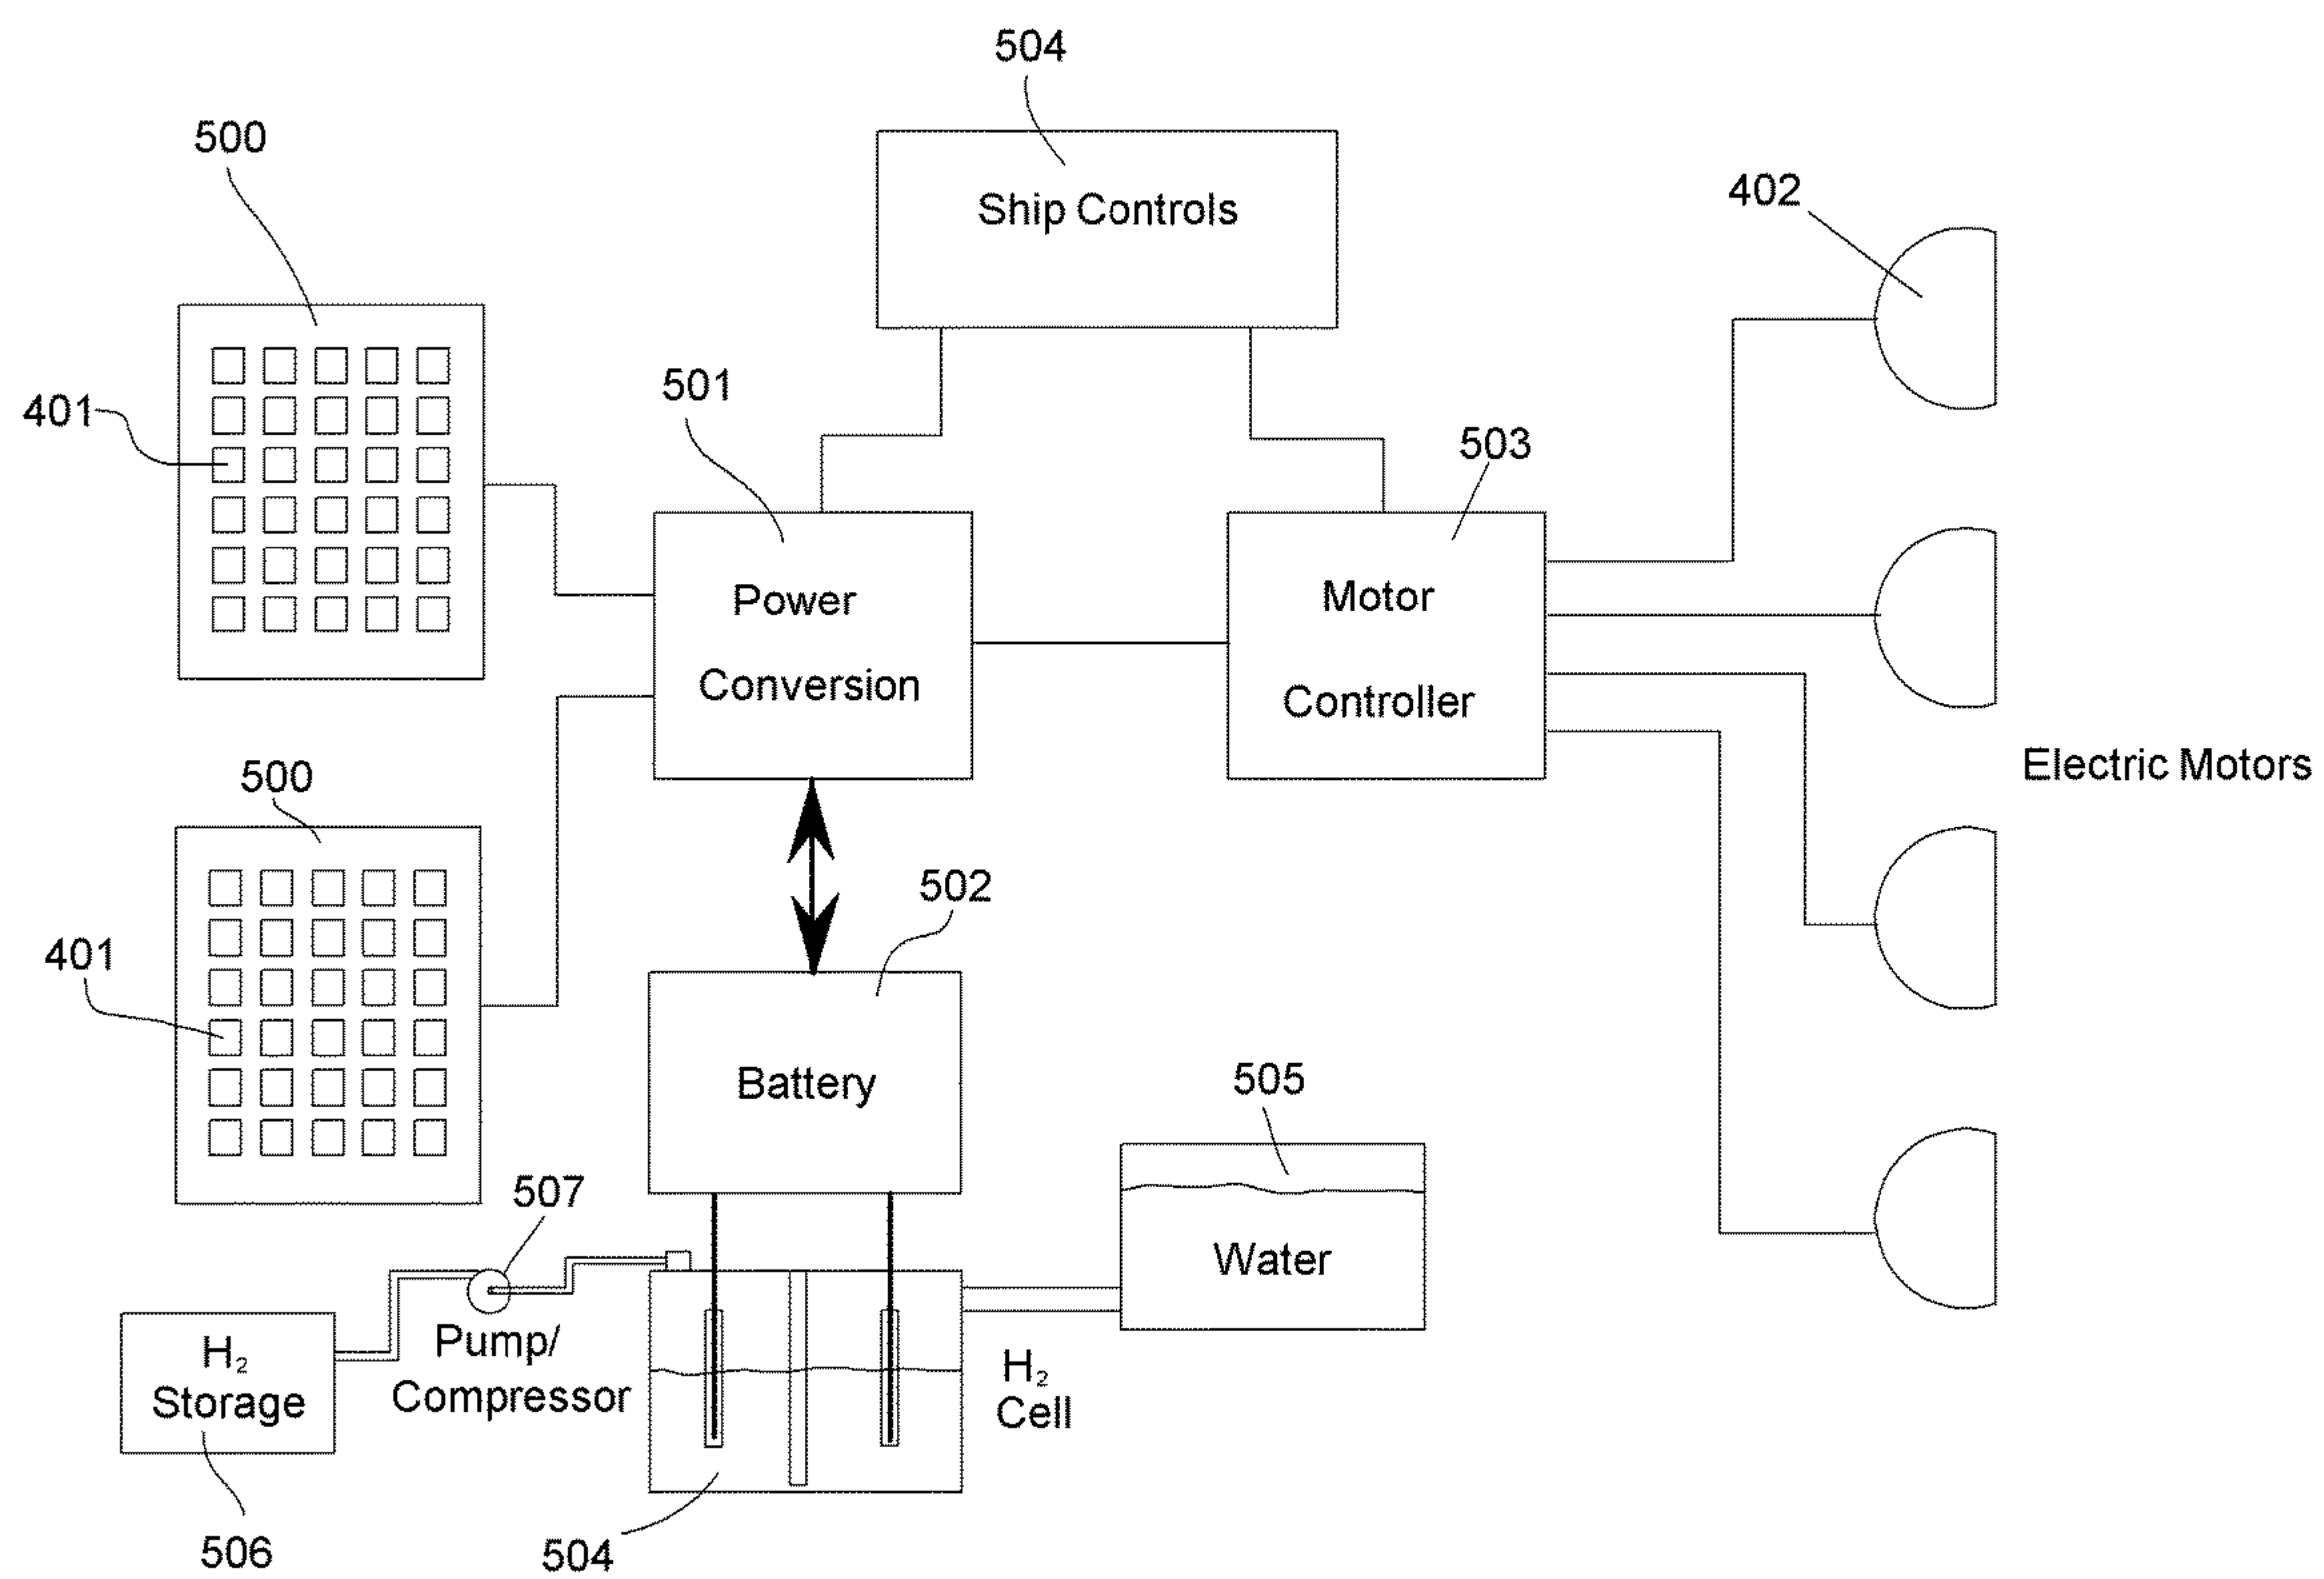 504
500
402
Ship Controls
401
501
503
Power
Conversion
Motor
Controller
Electric Motors
500
502
401
Battery
505
507
Water
Pump/
Compressor
H₂
Storage
H₂
Cell
506
504